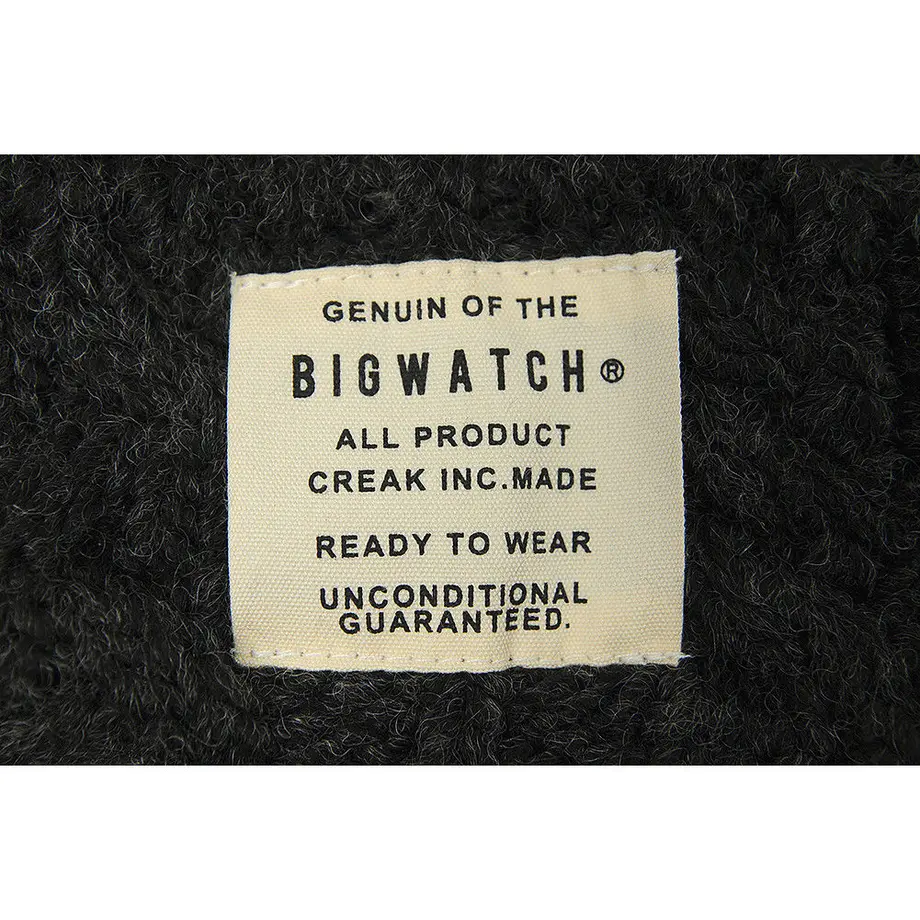 GENUIN OF THE
BIGWATCH®
ALL PRODUCT
CREAK INC.MADE
READY TO WEAR
UNCONDITIONAL
GUARANTEED.